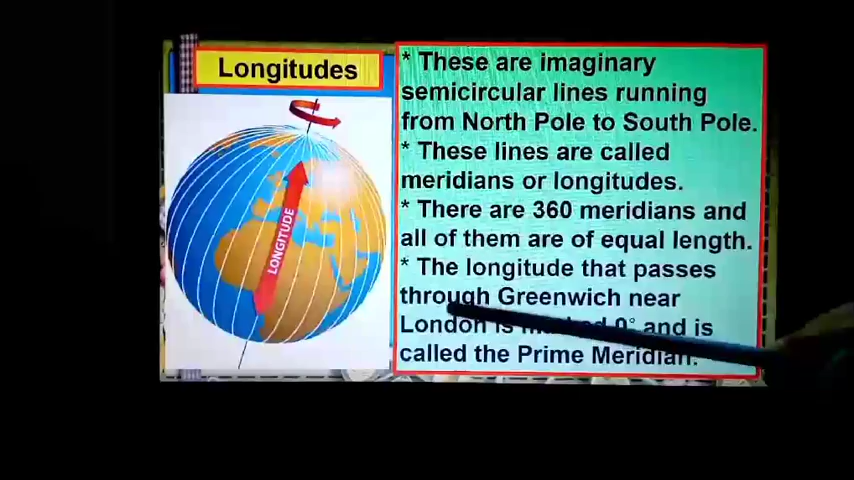 Longitudes
* These are imaginary
semicircular lines running
from North Pole to South Pole.
* These lines are called
meridians or longitudes.
* There are 360 meridians and
all of them are of equal length.
* The longitude that passes
through Greenwich near
London is marked 0° and is
called the Prime Meridian.
LONGITUDE